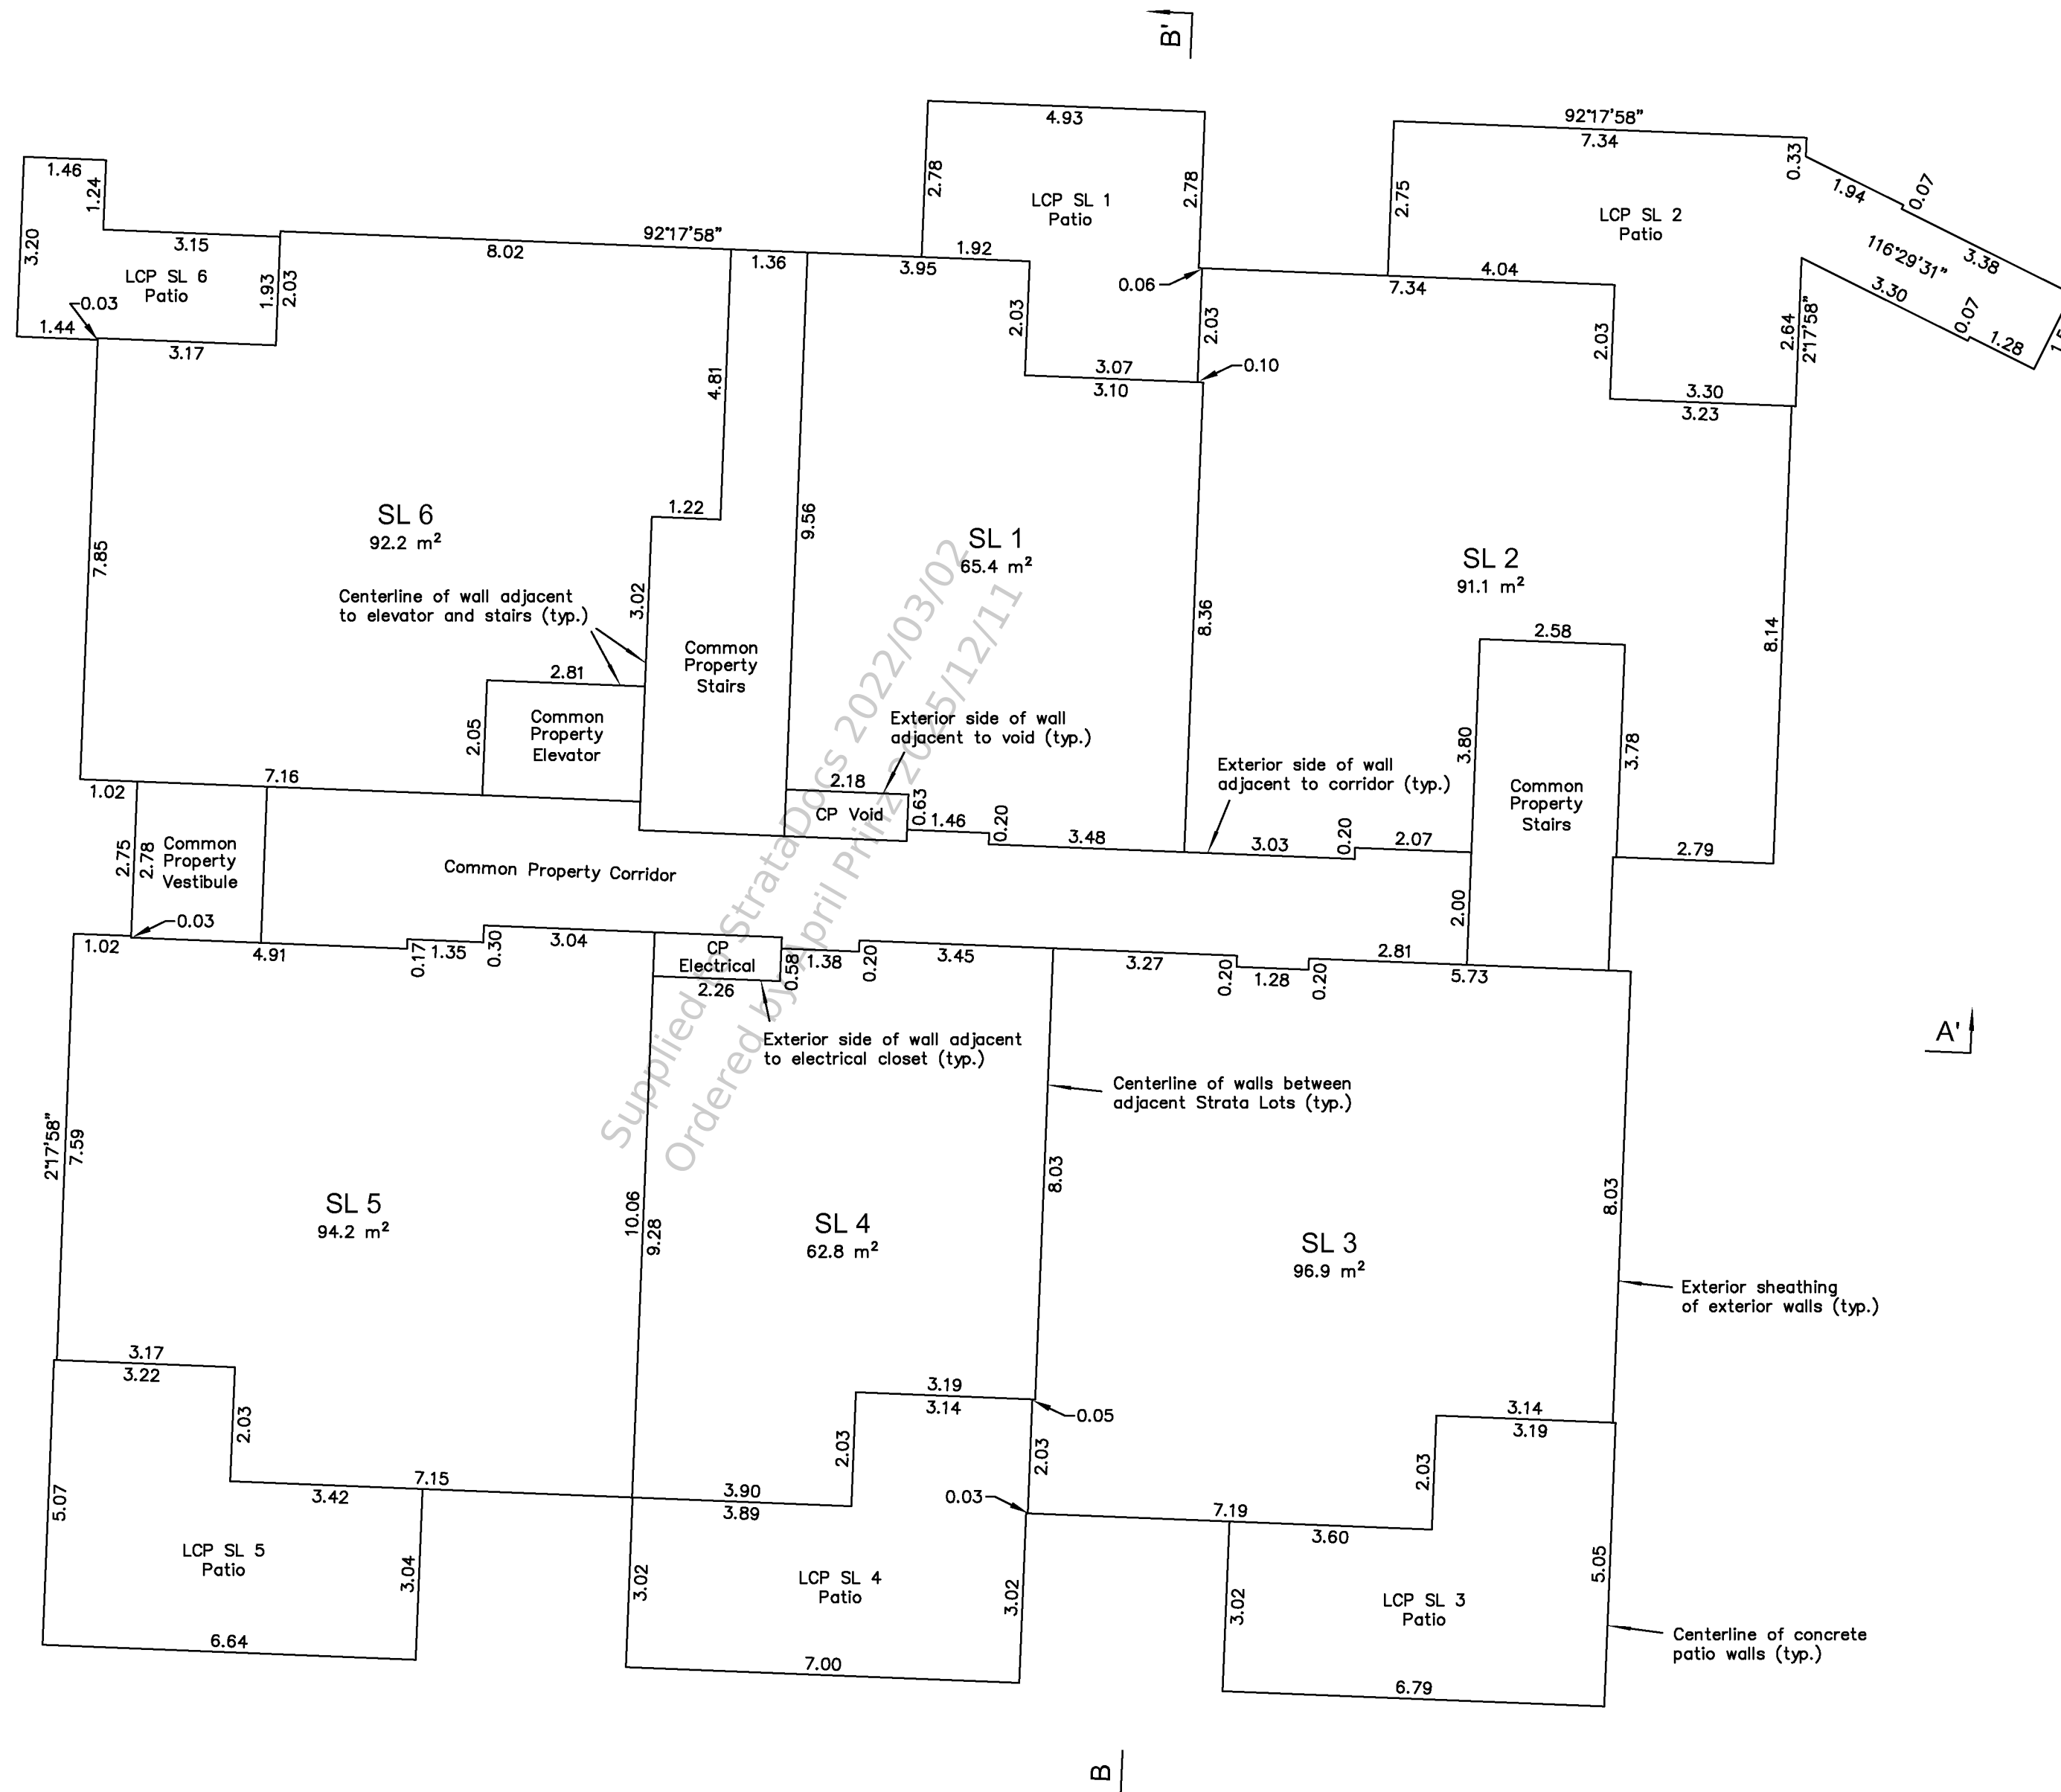 B'
4.93
92°17'58"
7.34
2.78
2.78
LCP SL 1
Patio
2.75
LCP SL 2
Patio
0.33
1.94
0.07
116°29'31"
3.38
3.30
0.07
1.28
2.64
2°17'58"
1.46
1.24
3.20
3.15
LCP SL 6
Patio
1.93
2.03
0.03
1.44
3.17
8.02
92°17'58"
1.36
1.92
3.95
0.06
4.04
7.34
2.03
2.03
2.03
3.07
3.10
0.10
3.30
3.23
4.81
1.22
9.56
SL 6
92.2 m²
SL 1
65.4 m²
SL 2
91.1 m²
7.85
Centerline of wall adjacent
to elevator and stairs (typ.)
3.02
8.36
8.14
2.58
Common
Property
Stairs
2.81
2.05
Common
Property
Elevator
Exterior side of wall
adjacent to void (typ.)
Exterior side of wall
adjacent to corridor (typ.)
3.80
3.78
Common
Property
Stairs
7.16
1.02
2.18
CP Void
0.63
1.46
0.20
3.48
3.03
0.20
2.07
2.79
2.75
2.78
Common
Property
Vestibule
Common Property Corridor
2.00
0.03
1.02
4.91
0.17
1.35
0.30
3.04
CP
Electrical
0.58
1.38
0.20
3.45
3.27
0.20
1.28
0.20
2.81
5.73
2.26
Exterior side of wall adjacent
to electrical closet (typ.)
A'
Centerline of walls between
adjacent Strata Lots (typ.)
2°17'58"
7.59
10.06
9.28
8.03
8.03
SL 5
94.2 m²
SL 4
62.8 m²
SL 3
96.9 m²
Exterior sheathing
of exterior walls (typ.)
3.17
3.22
2.03
3.19
3.14
0.05
3.14
3.19
2.03
2.03
2.03
7.15
3.42
3.90
3.89
0.03
7.19
3.60
5.07
LCP SL 5
Patio
3.04
3.02
LCP SL 4
Patio
3.02
3.02
LCP SL 3
Patio
5.05
Centerline of concrete
patio walls (typ.)
6.64
7.00
6.79
B
Supplied to StrataDocs 2022/03/02
Ordered by April Prinz 2025/12/11